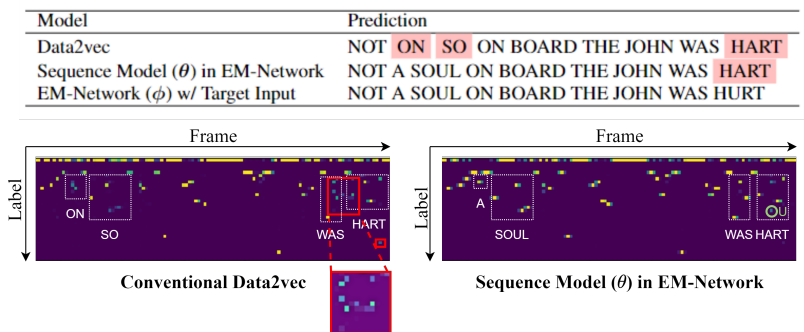 Model Prediction
Data2vec NOT ON SO ON BOARD THE JOHN WAS HART
Sequence Model (θ) in EM-Network NOT A SOUL ON BOARD THE JOHN WAS HART
EM-Network (ϕ) w/ Target Input NOT A SOUL ON BOARD THE JOHN WAS HURT
Frame
Label
ON
SO
WAS
HART
Conventional Data2vec
Frame
Label
A
SOUL
WAS
HART
U
Sequence Model (θ) in EM-Network